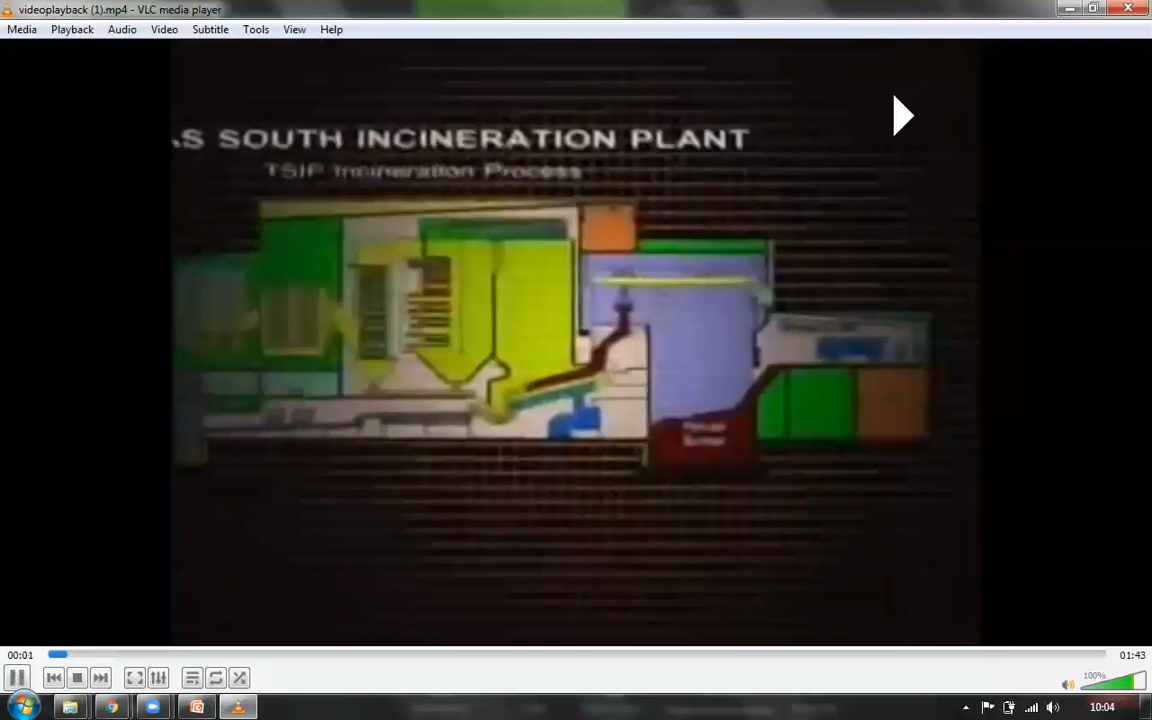 videoplayback (1).mp4 - VLC media player
Media Playback Audio Video Subtitle Tools View Help
AS SOUTH INCINERATION PLANT
TSIP Incineration Process
00:01
01:43
100%
10:04